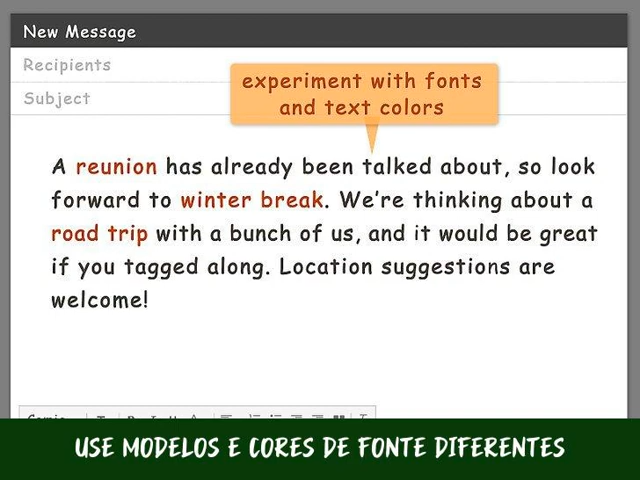 New Message
Recipients
Subject
experiment with fonts
and text colors
A reunion has already been talked about, so look
forward to winter break. We're thinking about a
road trip with a bunch of us, and it would be great
if you tagged along. Location suggestions are
welcome!
USE MODELOS E CORES DE FONTE DIFERENTES